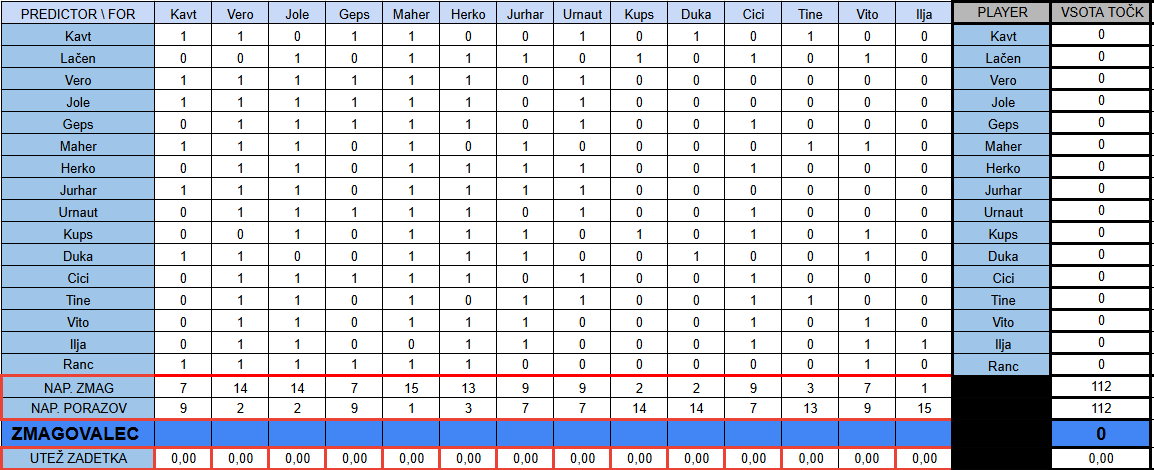 PREDICTOR \ FOR Kavt Vero Jole Geps Maher Herko Jurhar Urnaut Kups Duka Cici Tine Vito Ilja PLAYER VSOTA TOČK
Kavt 1 1 0 1 1 0 0 1 0 1 0 1 0 0 Kavt 0
Lačen 0 0 1 0 1 1 1 0 1 0 1 0 1 0 Lačen 0
Vero 1 1 1 1 1 1 0 1 0 0 0 0 0 0 Vero 0
Jole 1 1 1 1 1 1 1 1 0 0 0 0 0 0 Jole 0
Geps 0 1 1 1 1 1 0 1 0 0 1 0 0 0 Geps 0
Maher 1 1 1 0 1 0 1 0 0 0 0 1 1 0 Maher 0
Herko 0 1 1 0 1 1 1 1 0 0 1 0 0 0 Herko 0
Jurhar 1 1 1 0 1 1 1 1 0 0 0 0 0 0 Jurhar 0
Urnaut 0 1 1 1 1 1 0 1 0 0 1 0 0 0 Urnaut 0
Kups 0 0 1 0 1 1 1 0 1 0 1 0 1 0 Kups 0
Duka 1 1 0 0 1 1 0 0 0 1 0 0 1 0 Duka 0
Cici 0 1 1 1 1 1 0 1 0 0 1 0 0 0 Cici 0
Tine 0 1 1 0 1 0 1 1 0 0 1 1 0 0 Tine 0
Vito 0 1 1 0 1 1 1 0 0 0 1 0 1 0 Vito 0
Ilja 0 1 1 0 0 1 1 0 0 0 1 0 1 1 Ilja 0
Ranc 1 1 1 1 1 1 0 0 0 0 0 0 1 0 Ranc 0
NAP. ZMAG 7 14 14 7 15 13 9 9 2 2 9 3 7 1 112
NAP. PORAZOV 9 2 2 9 1 3 7 7 14 14 7 13 9 15 112
ZMAGOVALEC 0
UTEŽ ZADETKA 0,00 0,00 0,00 0,00 0,00 0,00 0,00 0,00 0,00 0,00 0,00 0,00 0,00 0,00 0,00